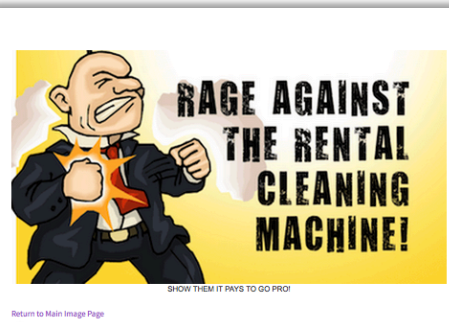 RAGE AGAINST
THE RENTAL
CLEANING
MACHINE!
SHOW THEM IT PAYS TO GO PRO!
Return to Main Image Page